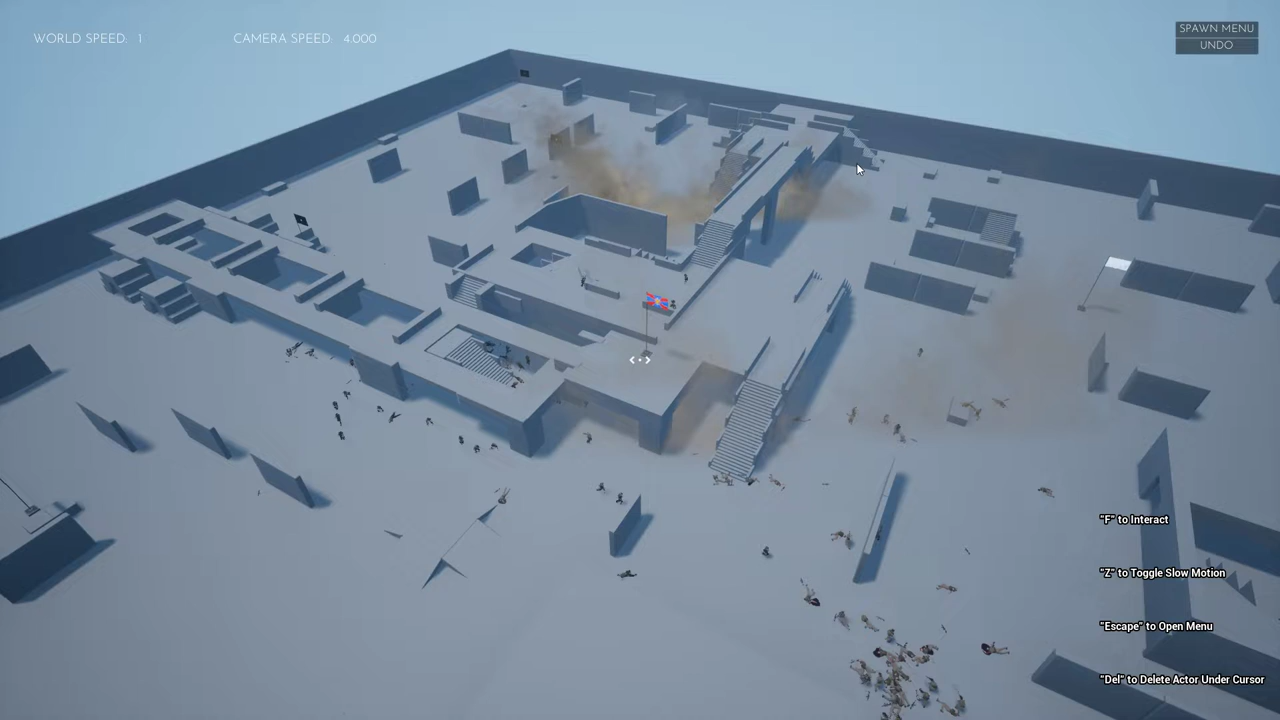 WORLD SPEED: 1
CAMERA SPEED: 4.000
SPAWN MENU
UNDO
"F" to Interact
"Z" to Toggle Slow Motion
"Escape" to Open Menu
"Del" to Delete Actor Under Cursor